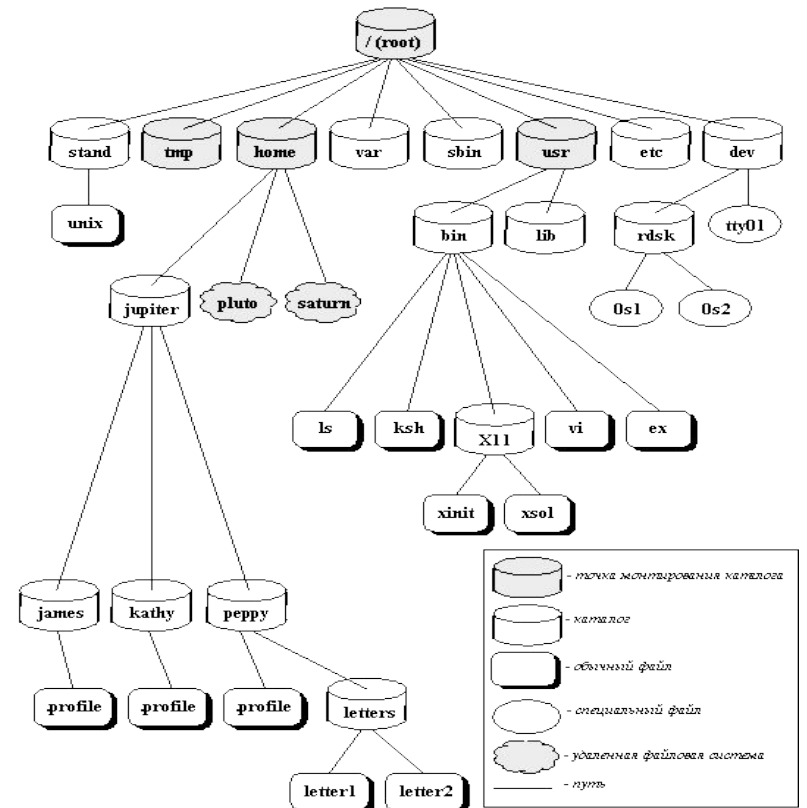 / (root)
stand
tmp
home
var
sbin
usr
etc
dev
unix
bin
lib
rdsk
tty01
jupiter
pluto
saturn
0s1
0s2
ls
ksh
X11
vi
ex
xinit
xsol
james
kathy
peppy
.profile
.profile
.profile
letters
letter1
letter2
- точка монтирования каталога
- каталог
- обычный файл
- специальный файл
- удаленная файловая система
- путь